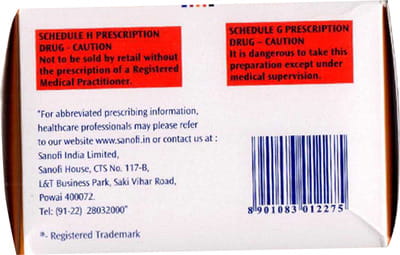 SCHEDULE H PRESCRIPTION
DRUG - CAUTION
Not to be sold by retail without
the prescription of a Registered
Medical Practitioner.
SCHEDULE G PRESCRIPTION
DRUG – CAUTION
It is dangerous to take this
preparation except under
medical supervision.
"For abbreviated prescribing information,
healthcare professionals may please refer
to our website www.sanofi.in or contact us at :
Sanofi India Limited,
Sanofi House, CTS No. 117-B,
L&T Business Park, Saki Vihar Road,
Powai 400072.
Tel: (91-22) 28032000"
®- Registered Trademark
8 901083 012275